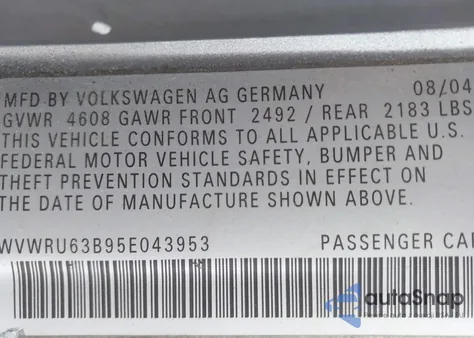 MFD BY VOLKSWAGEN AG GERMANY 08/04
GVWR 4608 GAWR FRONT 2492 / REAR 2183 LBS
THIS VEHICLE CONFORMS TO ALL APPLICABLE U.S.
FEDERAL MOTOR VEHICLE SAFETY, BUMPER AND
THEFT PREVENTION STANDARDS IN EFFECT ON
THE DATE OF MANUFACTURE SHOWN ABOVE.
WVWRU63B95E043953 PASSENGER CA
autoSnap